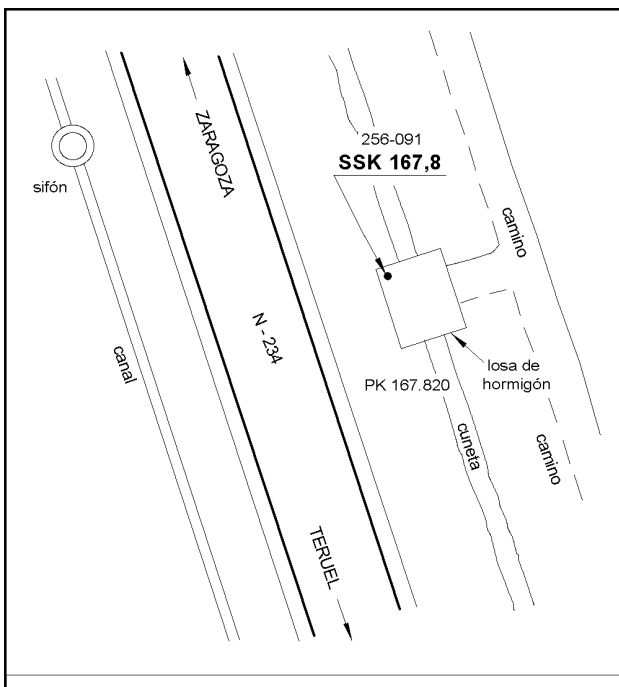 256-091
SSK 167,8
ZARAGOZA
sifón
camino
N - 234
canal
losa de
hormigón
PK 167.820
cuneta
camino
TERUEL